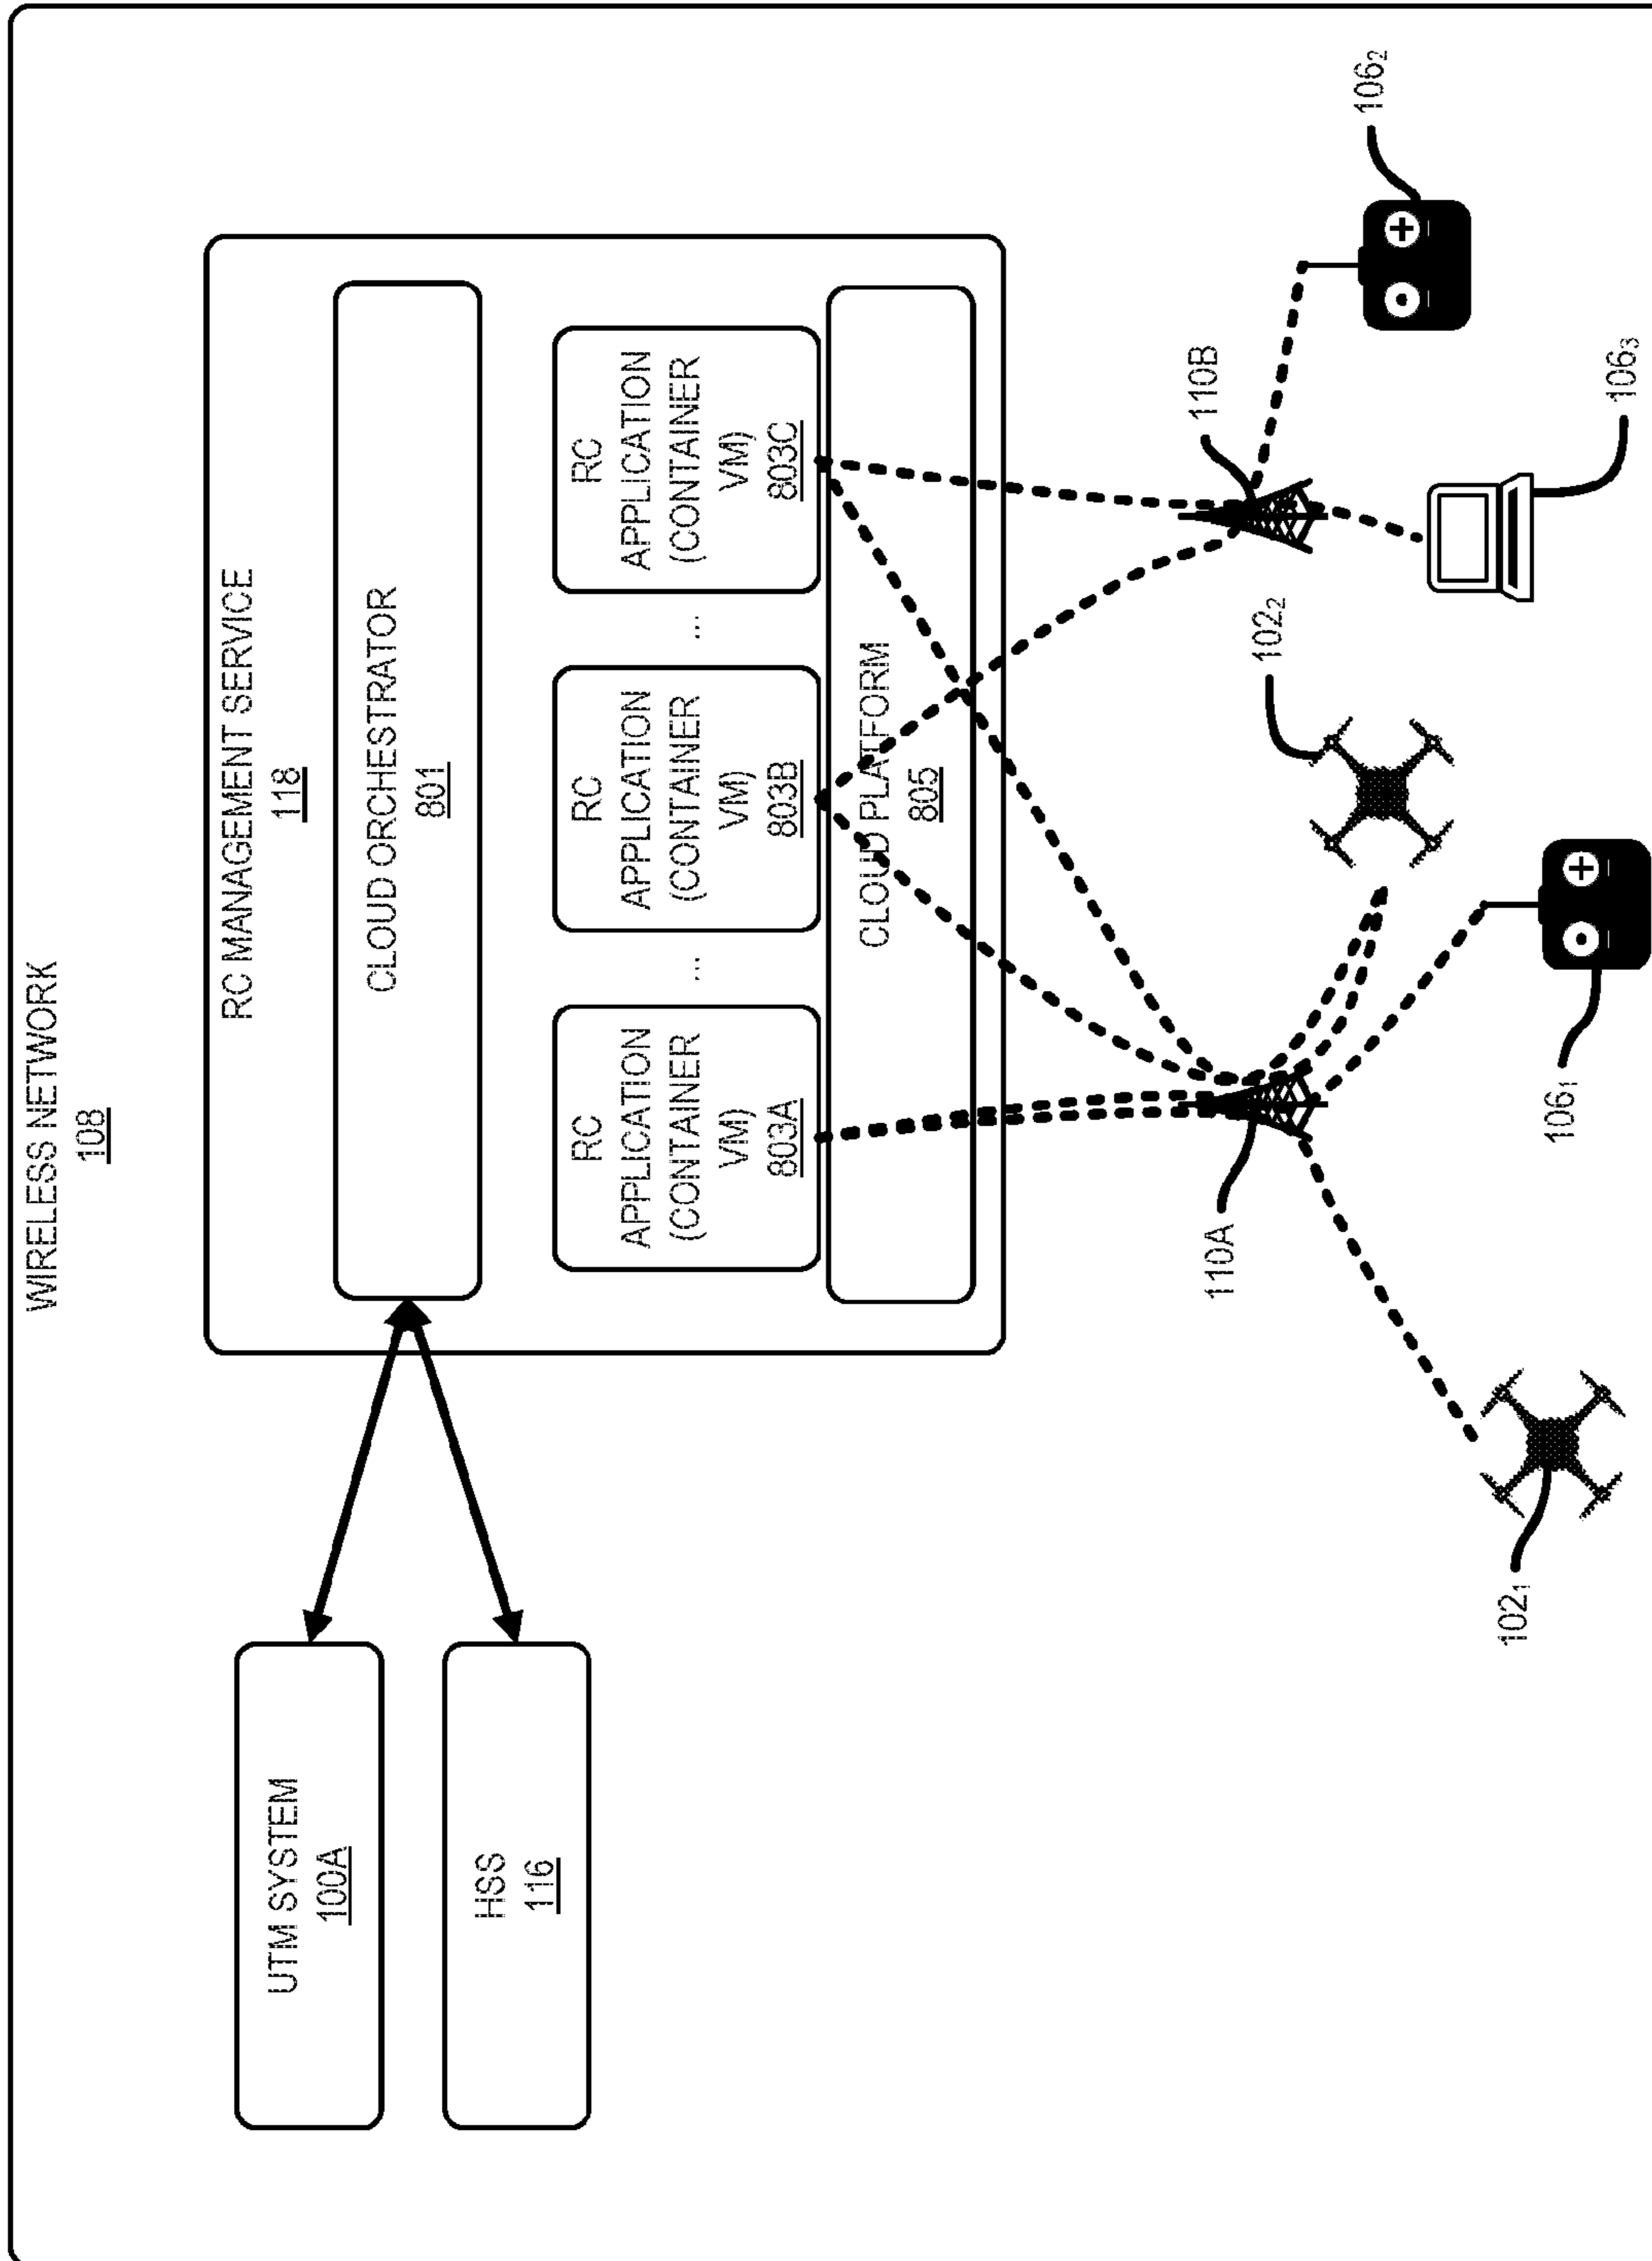 WIRELESS NETWORK
108
UTM SYSTEM
100A
HSS
116
RC MANAGEMENT SERVICE
118
CLOUD ORCHESTRATOR
801
RC
APPLICATION
(CONTAINER
VM)
803A
...
RC
APPLICATION
(CONTAINER
VM)
803B
...
RC
APPLICATION
(CONTAINER
VM)
803C
CLOUD PLATFORM
805
110A
110B
102₁
106₁
102₂
106₃
106₂